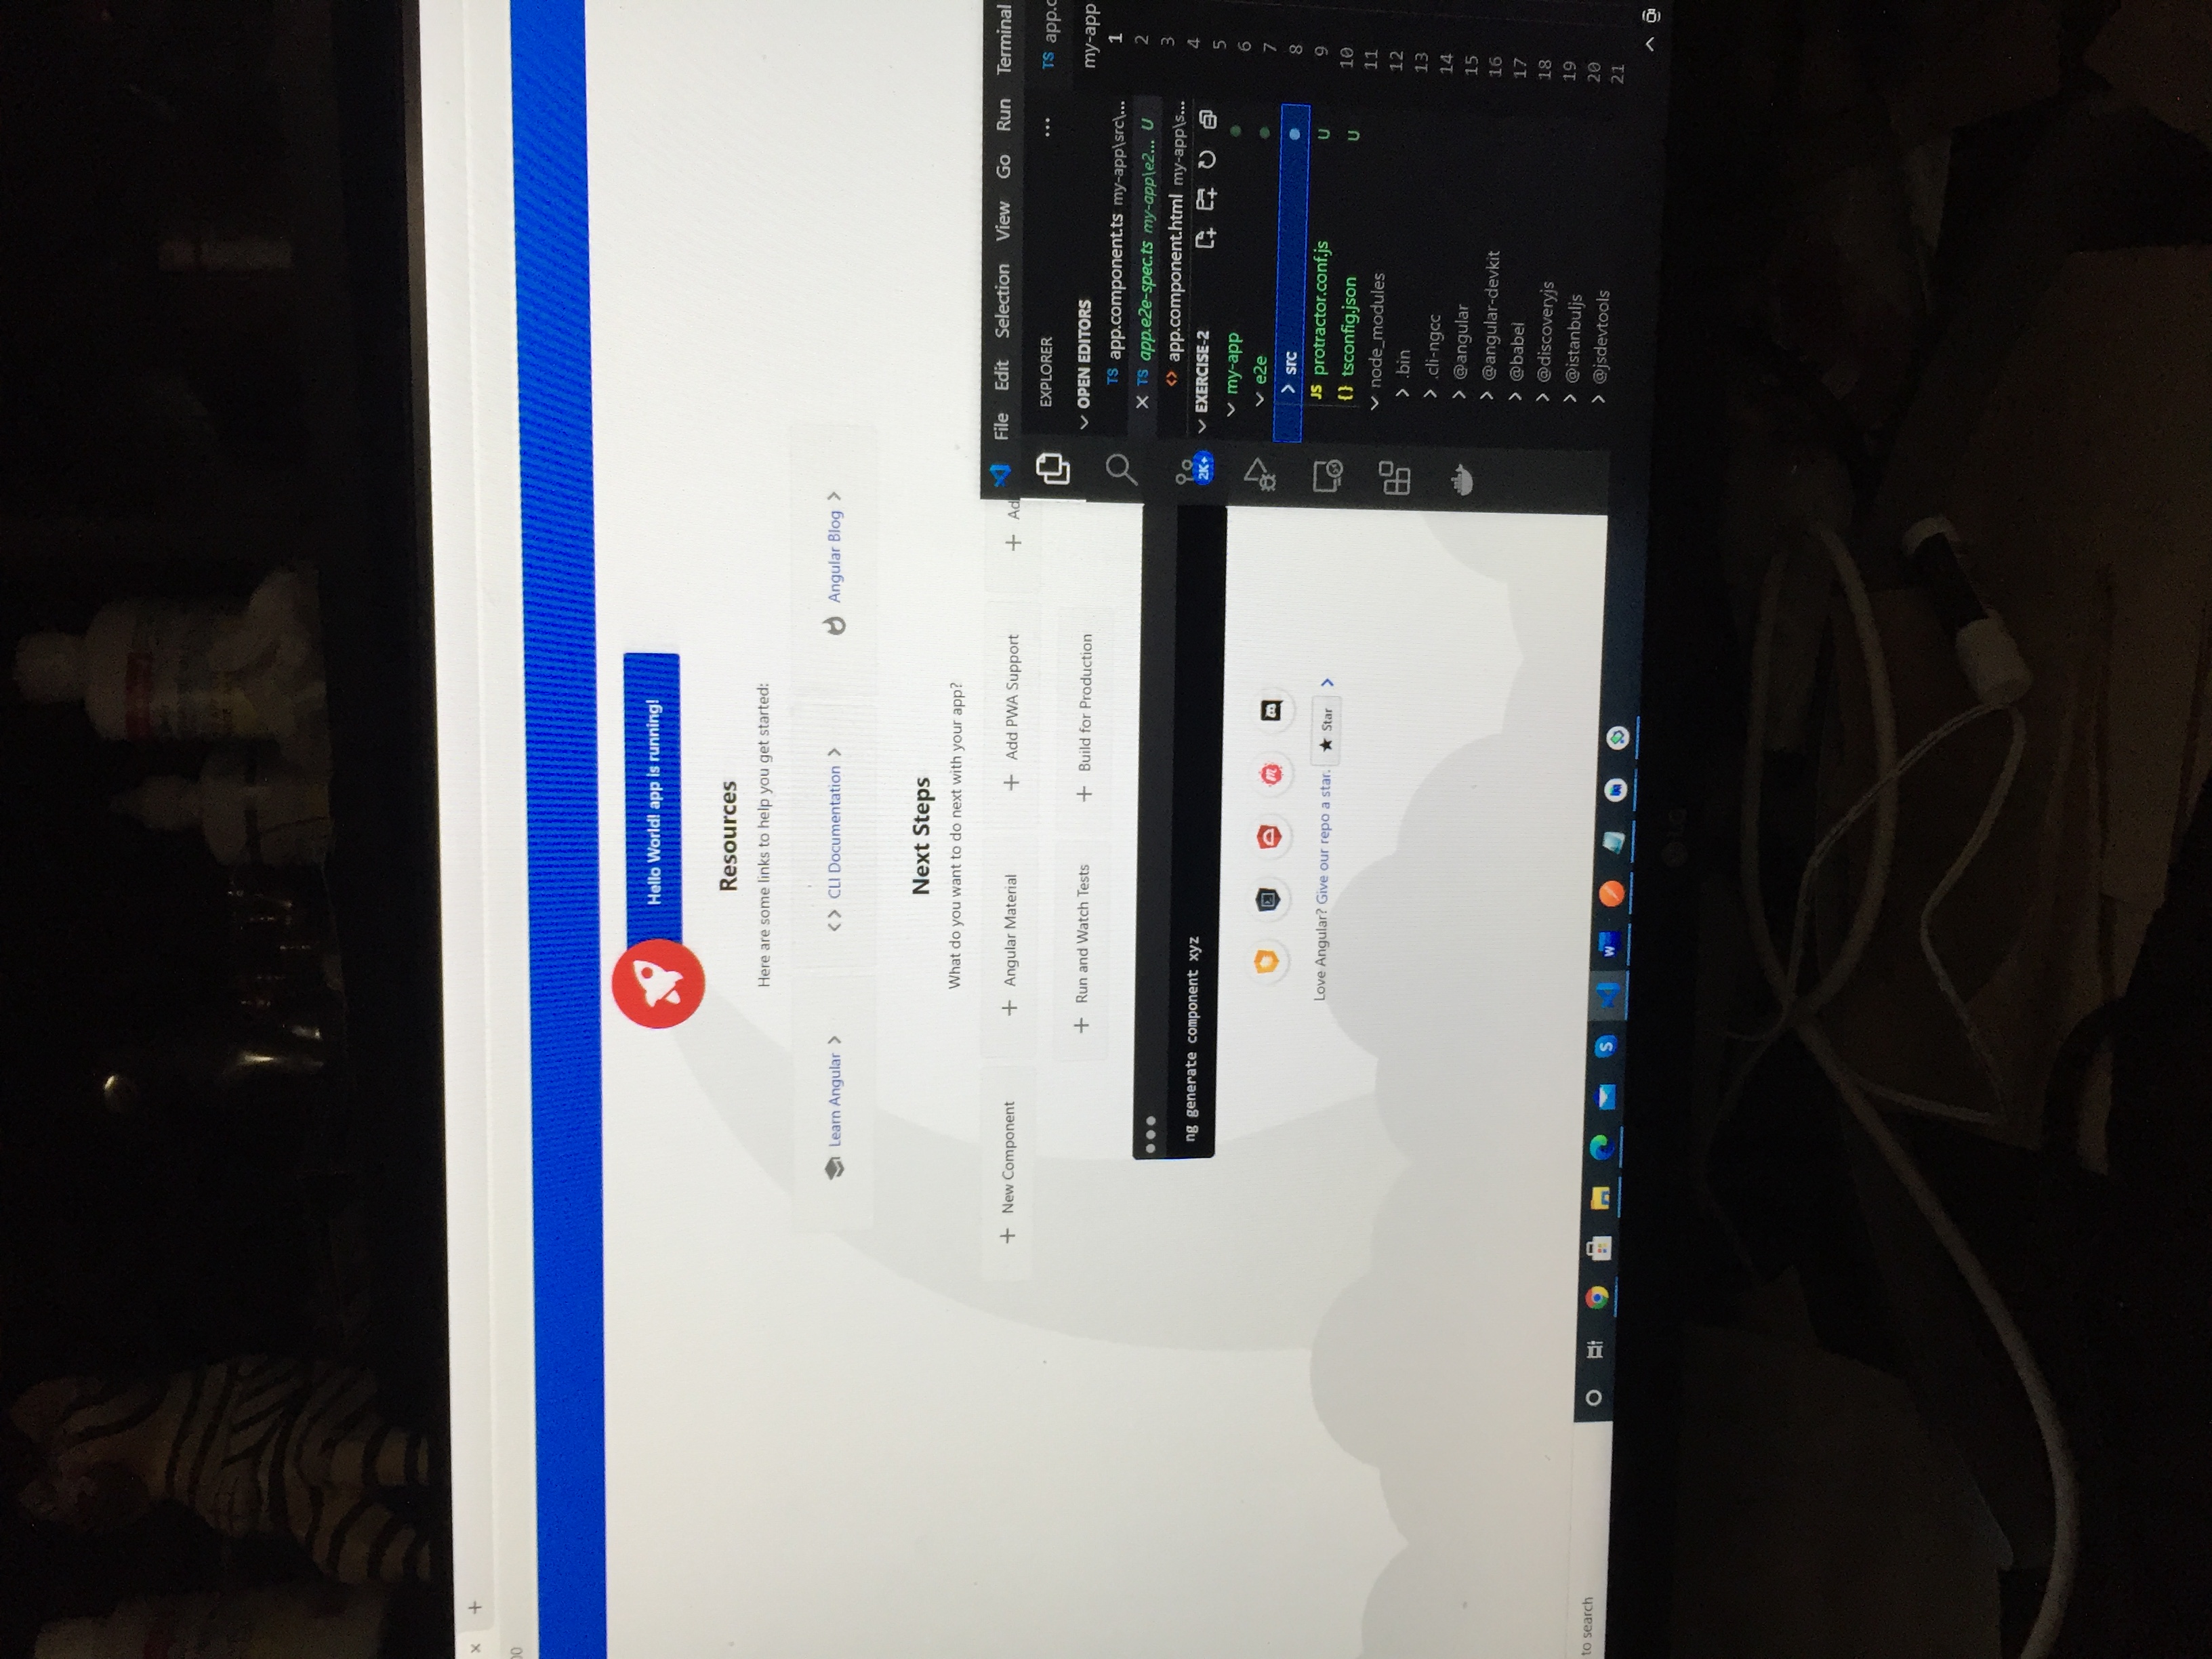 00
Hello World! app is running!
Resources
Here are some links to help you get started:
Learn Angular
CLI Documentation
Angular Blog
Next Steps
What do you want to do next with your app?
New Component
Angular Material
Add PWA Support
Ad
Run and Watch Tests
Build for Production
ng generate component xyz
Love Angular? Give our repo a star.
Star
File Edit Selection View Go Run Terminal
EXPLORER
OPEN EDITORS
TS app.component.ts my-app\src\...
TS app.e2e-spec.ts my-app\e2... U
app.component.html my-app\s...
2K+
EXERCISE-2
my-app
e2e
src
JS protractor.conf.js U
{} tsconfig.json U
node_modules
.bin
.cli-ngcc
@angular
@angular-devkit
@babel
@discoveryjs
@istanbuljs
@jsdevtools
TS app.c
my-app
1
2
3
4
5
6
7
8
9
10
11
12
13
14
15
16
17
18
19
20
21
to search
LG